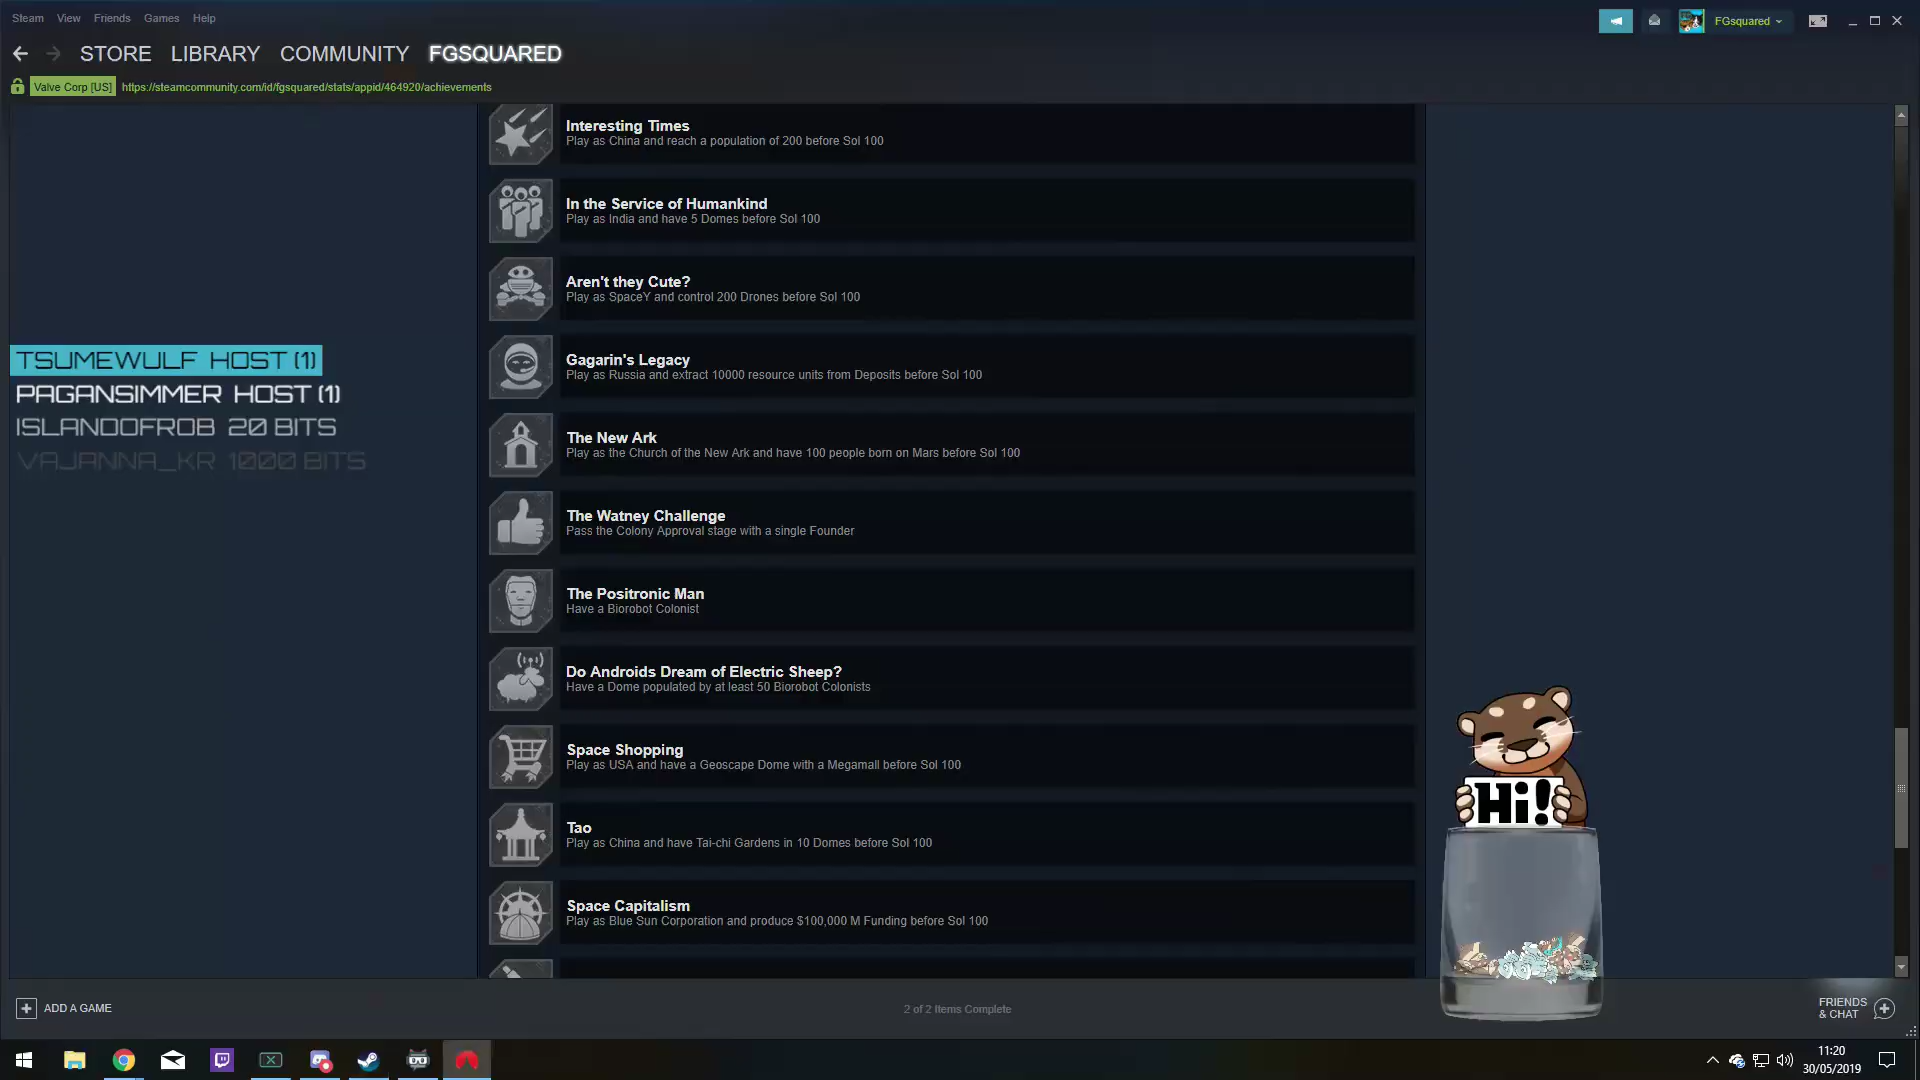 Steam View Friends Games Help
FGsquared
STORE LIBRARY COMMUNITY FGSQUARED
Valve Corp [US] https://steamcommunity.com/id/fgsquared/stats/appid/464920/achievements
Interesting Times
Play as China and reach a population of 200 before Sol 100
In the Service of Humankind
Play as India and have 5 Domes before Sol 100
Aren't they Cute?
Play as SpaceY and control 200 Drones before Sol 100
TSUMEWULF HOST (1)
PAGANSIMMER HOST (1)
ISLANDOFROB 20 BITS
VAJANNA_KR 1000 BITS
Gagarin's Legacy
Play as Russia and extract 10000 resource units from Deposits before Sol 100
The New Ark
Play as the Church of the New Ark and have 100 people born on Mars before Sol 100
The Watney Challenge
Pass the Colony Approval stage with a single Founder
The Positronic Man
Have a Biorobot Colonist
Do Androids Dream of Electric Sheep?
Have a Dome populated by at least 50 Biorobot Colonists
Space Shopping
Play as USA and have a Geoscape Dome with a Megamall before Sol 100
Hi!
Tao
Play as China and have Tai-chi Gardens in 10 Domes before Sol 100
Space Capitalism
Play as Blue Sun Corporation and produce $100,000 M Funding before Sol 100
ADD A GAME
2 of 2 Items Complete
FRIENDS
& CHAT
11:20
30/05/2019